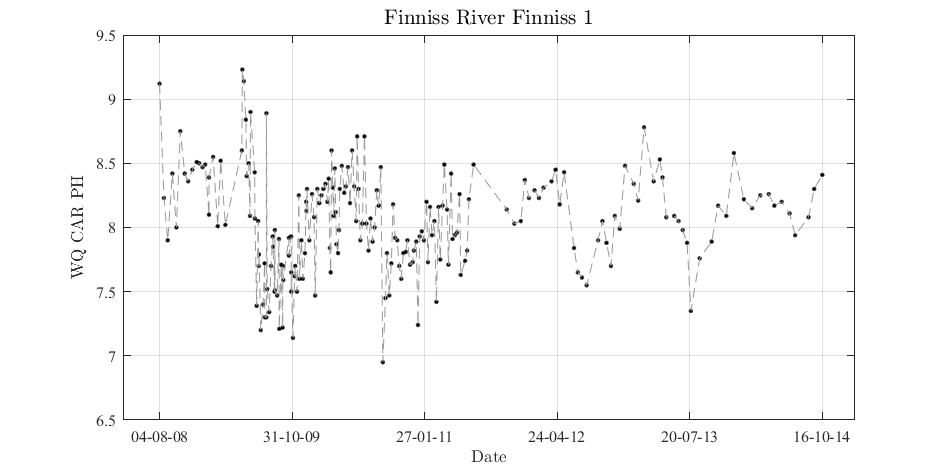 Finniss River Finniss 1
9.5
9
8.5
8
7.5
7
6.5
WQ CAR PH
04-08-08 31-10-09 27-01-11 24-04-12 20-07-13 16-10-14
Date